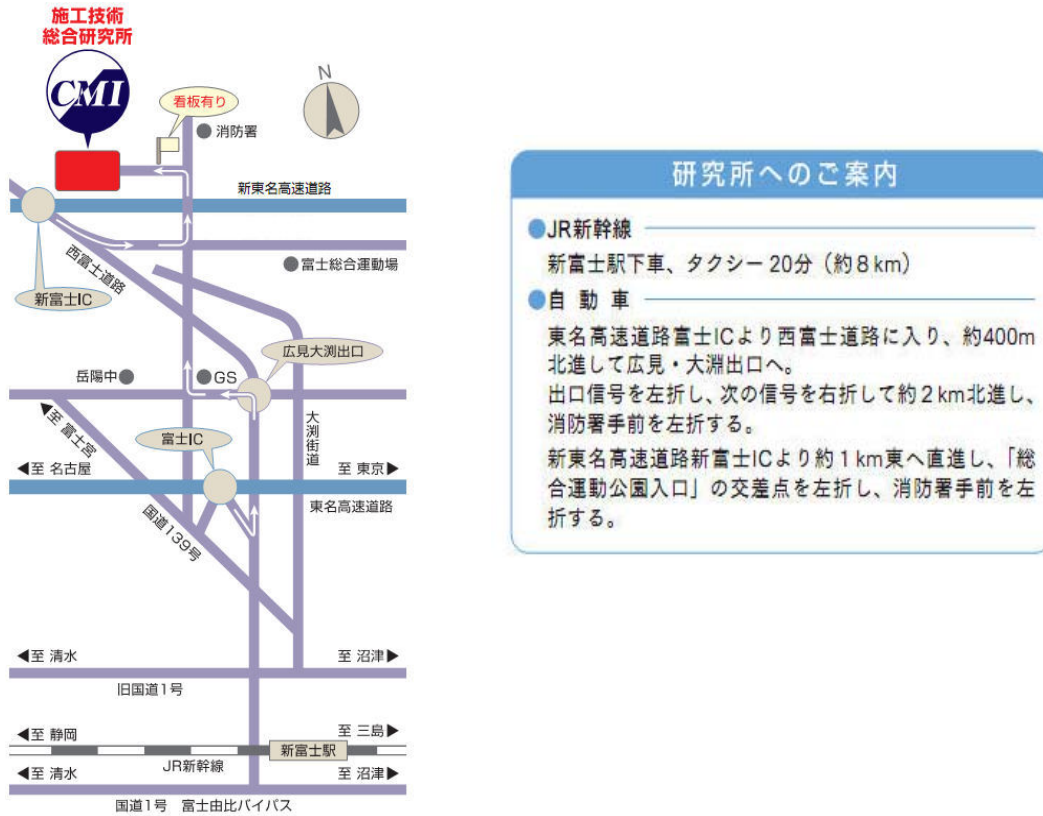 施工技術
総合研究所
CMI
N
看板有り
消防署
新東名高速道路
西富士道路
富士総合運動場
新富士IC
広見大渕出口
岳陽中
GS
至 富士宮
大渕街道
富士IC
至 名古屋
至 東京
東名高速道路
国道139号
至 清水
至 沼津
旧国道1号
至 静岡
至 三島
新富士駅
JR新幹線
至 清水
至 沼津
国道1号 富士由比バイパス
研究所へのご案内
●JR新幹線
新富士駅下車、タクシー20分(約8km)
●自動車
東名高速道路富士ICより西富士道路に入り、約400m
北進して広見・大淵出口へ。
出口信号を左折し、次の信号を右折して約2km北進し、
消防署手前を左折する。
新東名高速道路新富士ICより約1km東へ直進し、「総
合運動公園入口」の交差点を左折し、消防署手前を左
折する。